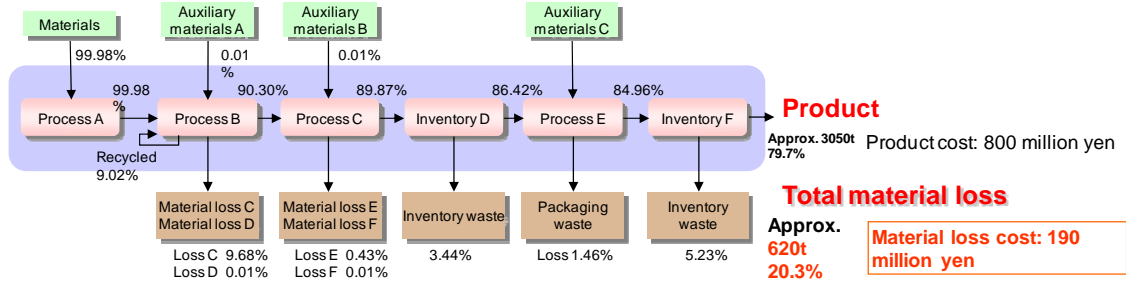 Materials
Auxiliary
materials A
Auxiliary
materials B
Auxiliary
materials C
99.98%
0.01
%
0.01%
99.98
%
90.30%
89.87%
86.42%
84.96%
Process A
Process B
Process C
Inventory D
Process E
Inventory F
Product
Approx. 3050t
79.7%
Product cost: 800 million yen
Recycled
9.02%
Material loss C
Material loss D
Material loss E
Material loss F
Inventory waste
Packaging
waste
Inventory
waste
Loss C 9.68%
Loss D 0.01%
Loss E 0.43%
Loss F 0.01%
3.44%
Loss 1.46%
5.23%
Total material loss
Approx.
620t
20.3%
Material loss cost: 190
million yen